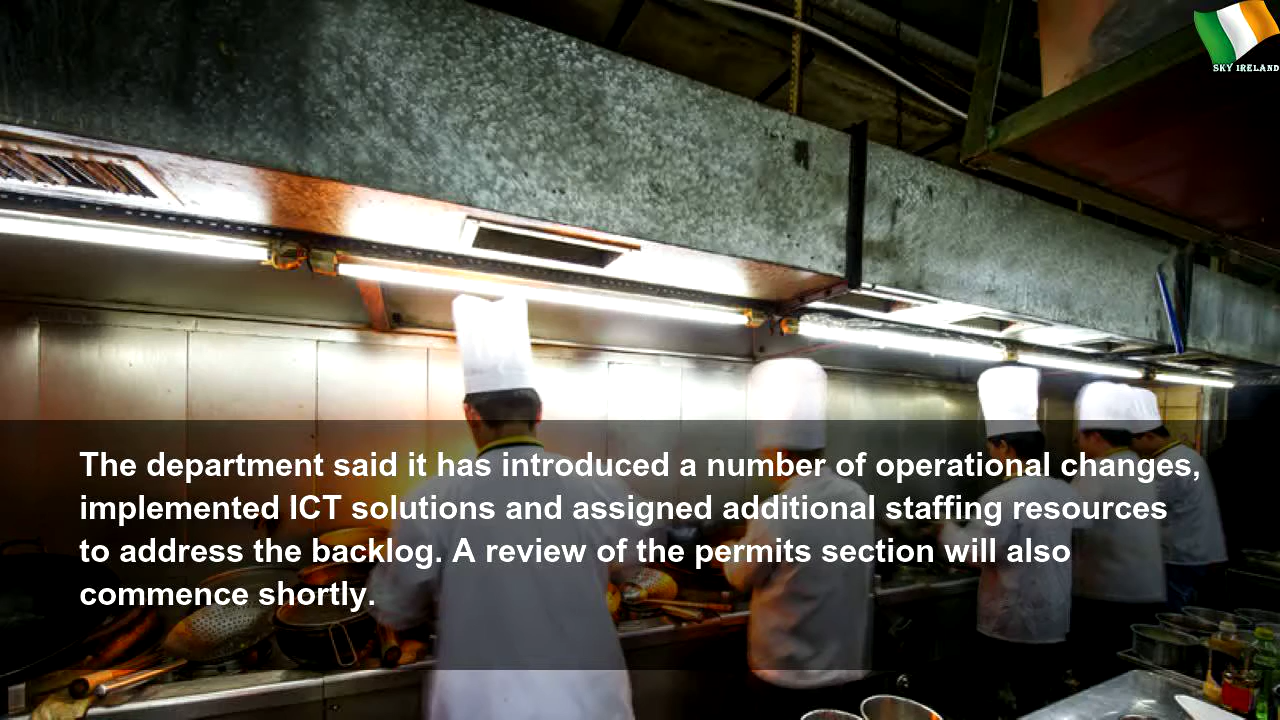 SKY IRELAND
The department said it has introduced a number of operational changes,
implemented ICT solutions and assigned additional staffing resources
to address the backlog. A review of the permits section will also
commence shortly.